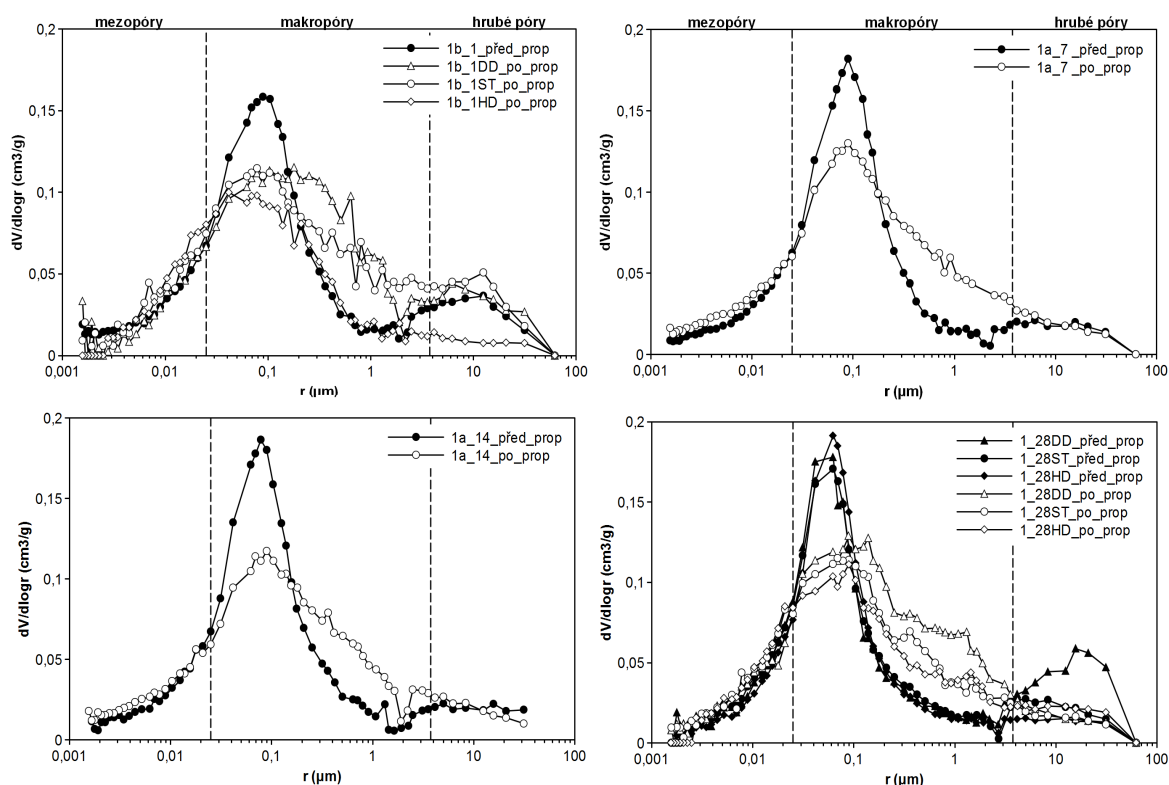 mezopóry makropóry hrubé póry
0,2
0,15
0,1
0,05
0
dV/dlogr (cm3/g)
1b_1_před_prop
1b_1DD_po_prop
1b_1ST_po_prop
1b_1HD_po_prop
0,001 0,01 0,1 1 10 100
r (µm)
mezopóry makropóry hrubé póry
0,2
0,15
0,1
0,05
0
dV/dlogr (cm3/g)
1a_7_před_prop
1a_7 _po_prop
0,001 0,01 0,1 1 10 100
r (µm)
0,2
0,15
0,1
0,05
0
dV/dlogr (cm3/g)
1a_14_před_prop
1a_14_po_prop
0,001 0,01 0,1 1 10 100
r (µm)
0,2
0,15
0,1
0,05
0
dV/dlogr (cm3/g)
1_28DD_před_prop
1_28ST_před_prop
1_28HD_před_prop
1_28DD_po_prop
1_28ST_po_prop
1_28HD_po_prop
0,001 0,01 0,1 1 10 100
r (µm)